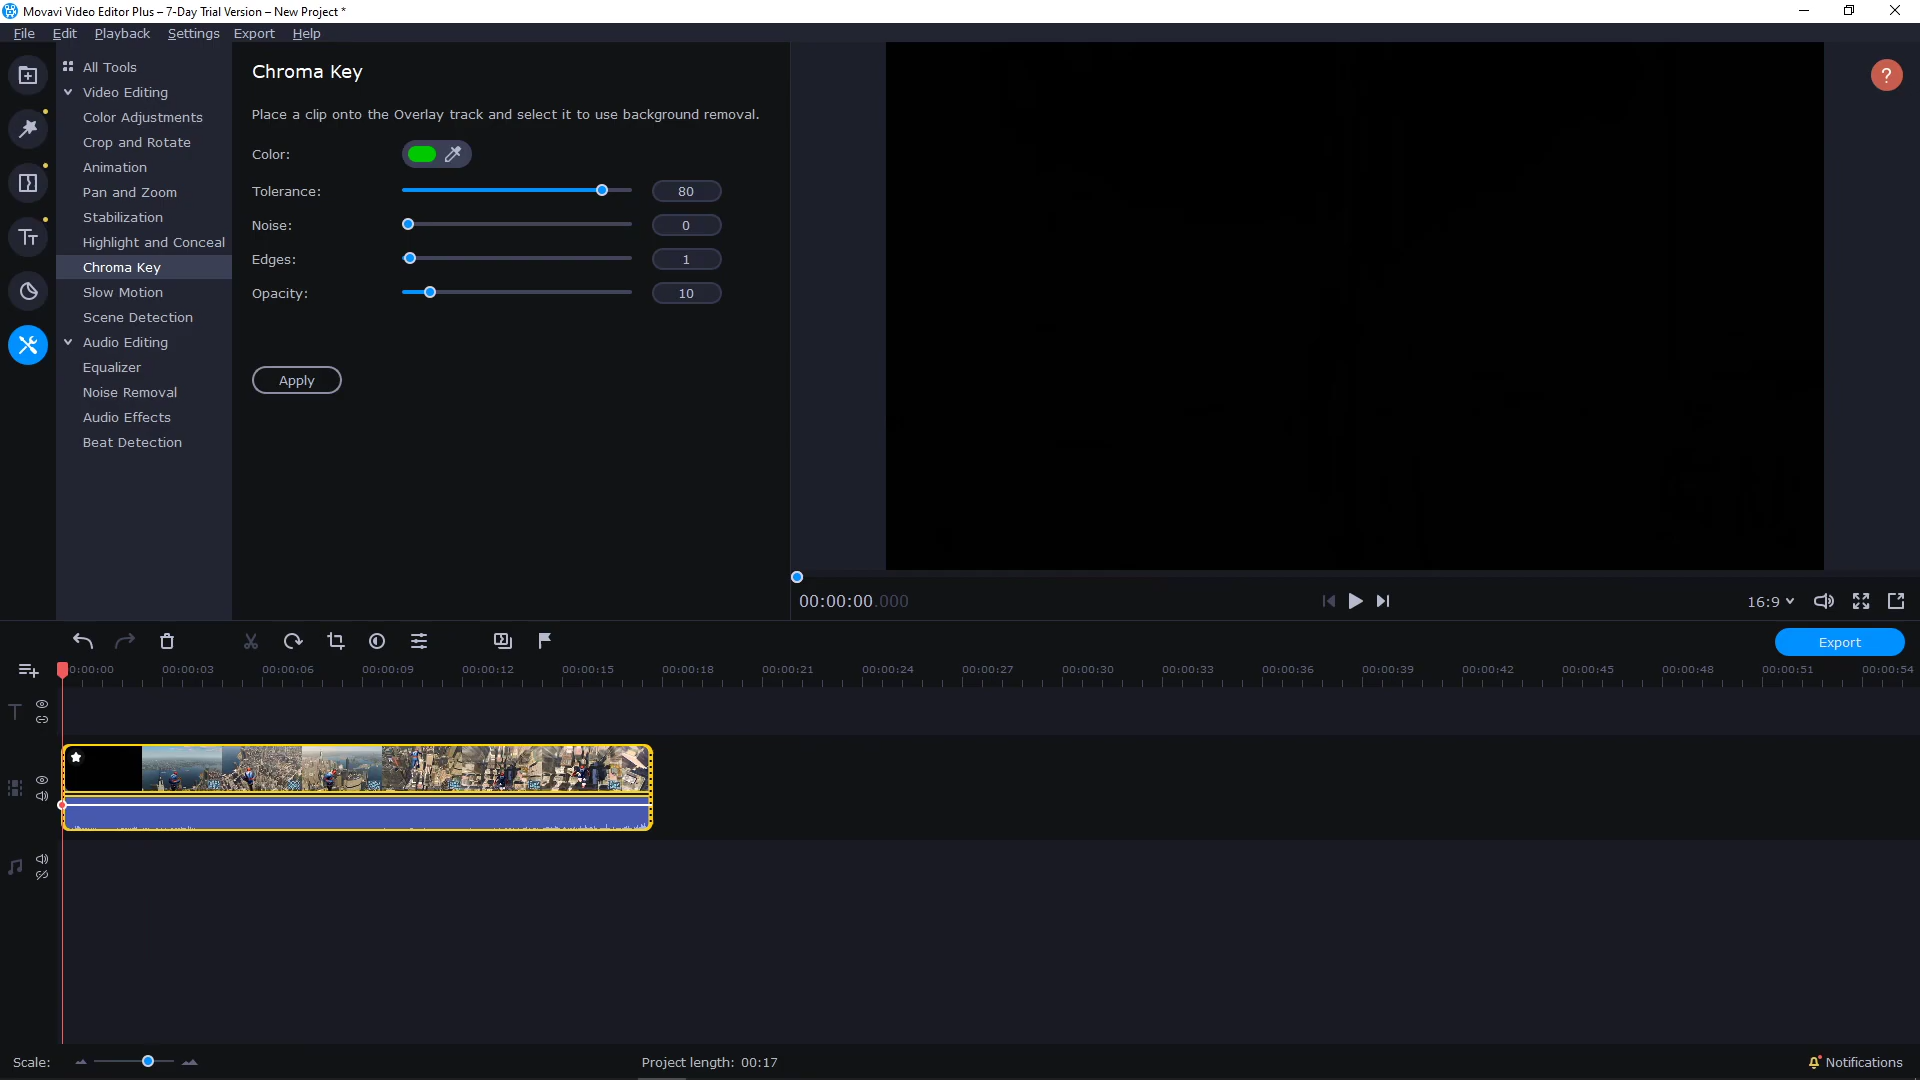 Movavi Video Editor Plus – 7-Day Trial Version – New Project *
File Edit Playback Settings Export Help
All Tools
Video Editing
Color Adjustments
Crop and Rotate
Animation
Pan and Zoom
Stabilization
Highlight and Conceal
Chroma Key
Slow Motion
Scene Detection
Audio Editing
Equalizer
Noise Removal
Audio Effects
Beat Detection
Chroma Key
Place a clip onto the Overlay track and select it to use background removal.
Color:
Tolerance: 80
Noise: 0
Edges: 1
Opacity: 10
Apply
?
00:00:00.000
16:9
Export
0:00:00 00:00:03 00:00:06 00:00:09 00:00:12 00:00:15 00:00:18 00:00:21 00:00:24 00:00:27 00:00:30 00:00:33 00:00:36 00:00:39 00:00:42 00:00:45 00:00:48 00:00:51 00:00:54
Scale:
Project length: 00:17
Notifications